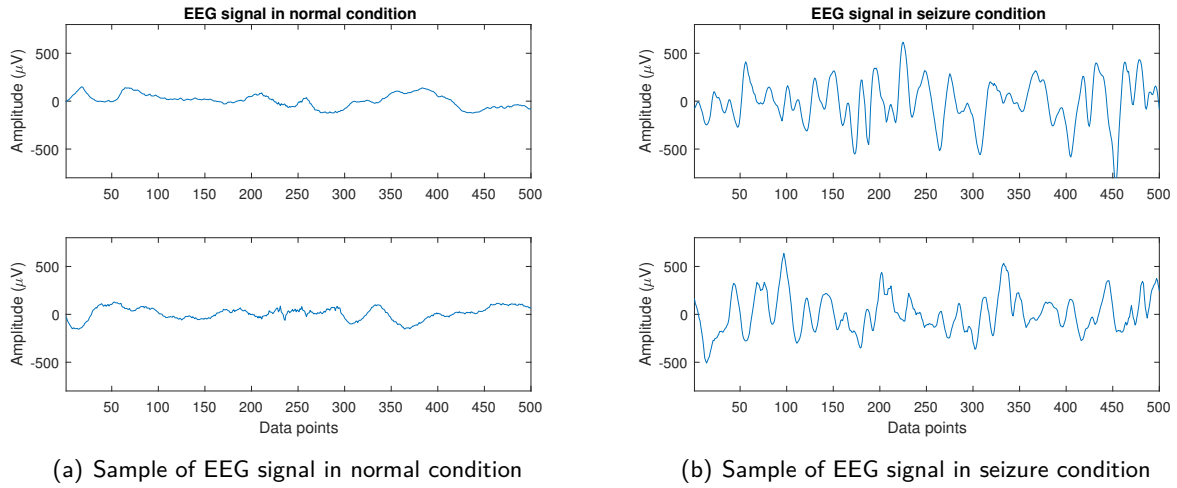 EEG signal in normal condition
Amplitude (μV)
500
0
-500
50 100 150 200 250 300 350 400 450 500
Amplitude (μV)
500
0
-500
50 100 150 200 250 300 350 400 450 500
Data points
(a) Sample of EEG signal in normal condition
EEG signal in seizure condition
Amplitude (μV)
500
0
-500
50 100 150 200 250 300 350 400 450 500
Amplitude (μV)
500
0
-500
50 100 150 200 250 300 350 400 450 500
Data points
(b) Sample of EEG signal in seizure condition